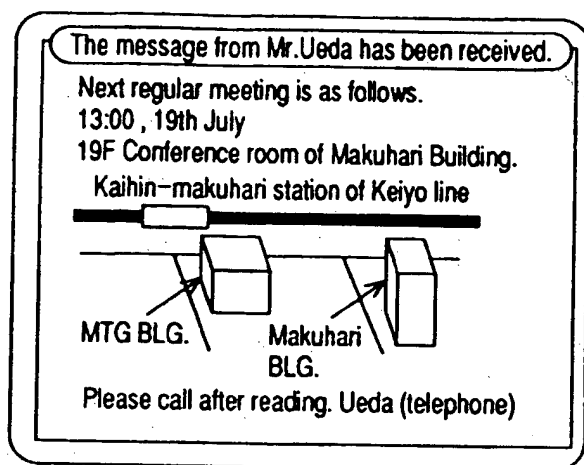 The message from Mr.Ueda has been received.
Next regular meeting is as follows.
13:00 , 19th July
19F Conference room of Makuhari Building.
Kaihin-makuhari station of Keiyo line
MTG BLG.
Makuhari
BLG.
Please call after reading. Ueda (telephone)